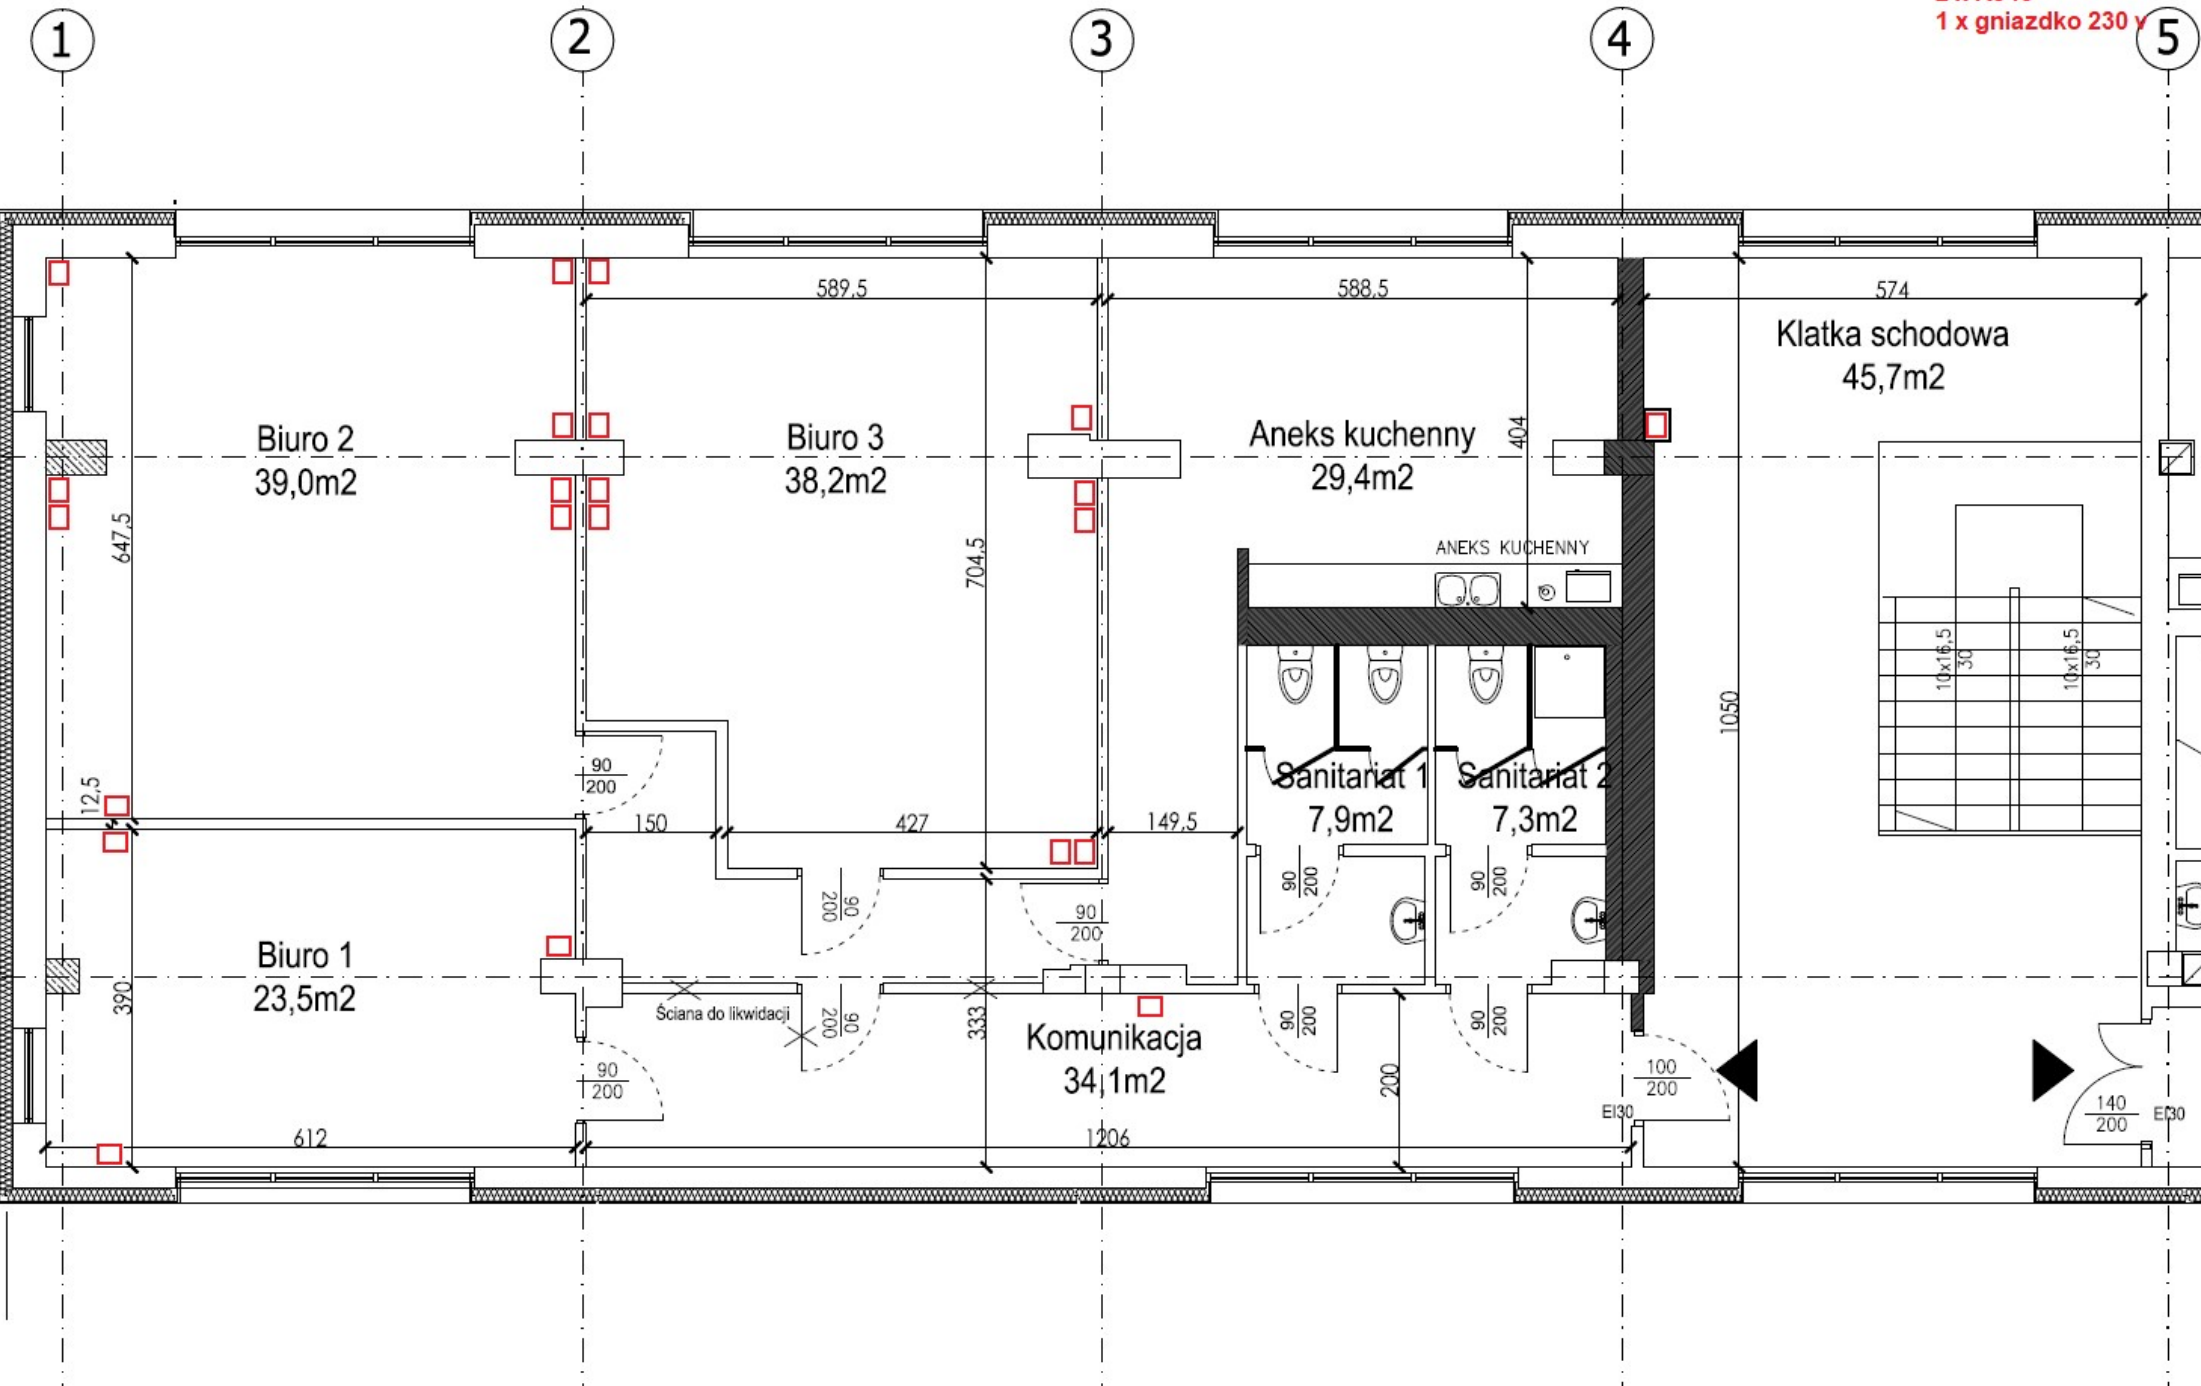 1
2
3
4
5
1 x gniazdko 230 v
589,5
588,5
574
Klatka schodowa
45,7m2
Biuro 2
39,0m2
Biuro 3
38,2m2
Aneks kuchenny
29,4m2
404
647,5
704,5
ANEKS KUCHENNY
10x16,5
30
10x16,5
30
1050
90
200
12,5
150
427
149,5
Sanitariat 1
7,9m2
Sanitariat 2
7,3m2
90
200
90
200
90
200
90
200
Biuro 1
23,5m2
390
Ściana do likwidacji
90
200
333
Komunikacja
34,1m2
90
200
90
200
200
90
200
100
200
EI30
140
200
EI30
612
1206